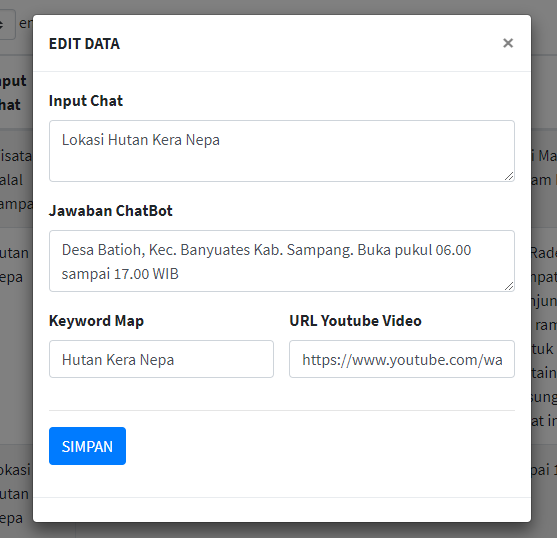 EDIT DATA ×
Input Chat
Lokasi Hutan Kera Nepa
Jawaban ChatBot
Desa Batioh, Kec. Banyuates Kab. Sampang. Buka pukul 06.00
sampai 17.00 WIB
Keyword Map URL Youtube Video
Hutan Kera Nepa https://www.youtube.com/wa
SIMPAN